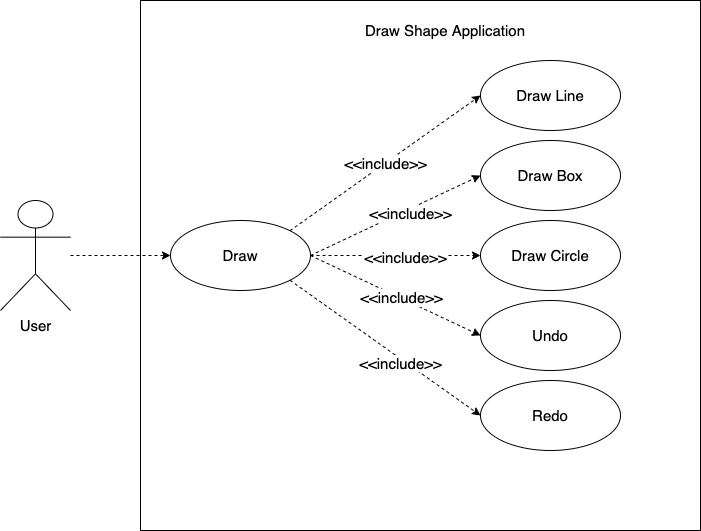 Draw Shape Application
Draw Line
<<include>>
Draw Box
<<include>>
Draw
<<include>>
Draw Circle
<<include>>
User
Undo
<<include>>
Redo